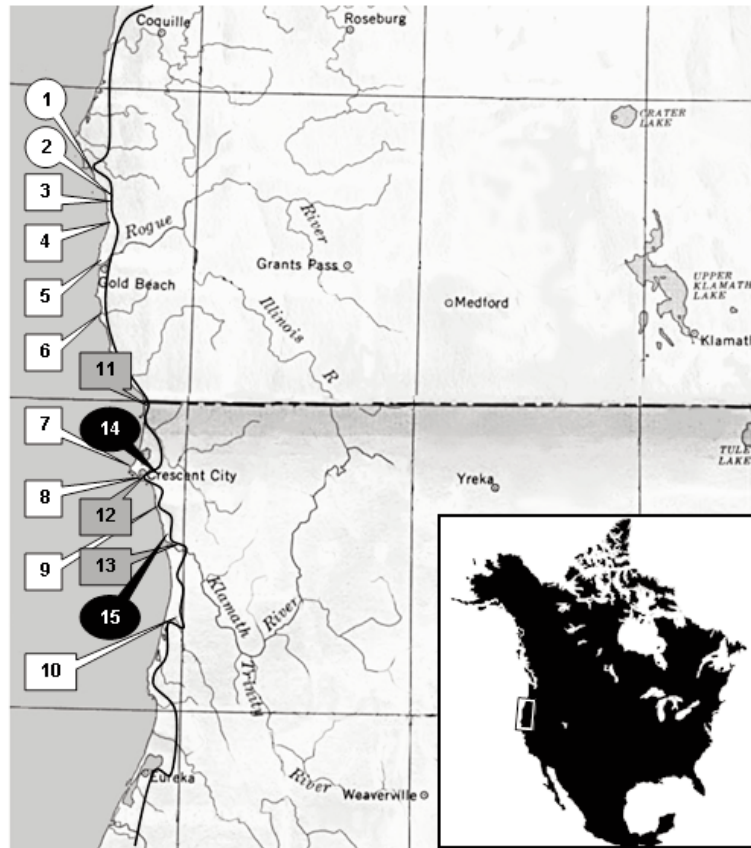 Coquille
Roseburg
1
CRATER
LAKE
2
3
4
Rogue
River
5
Gold Beach
Grants Pass
UPPER
KLAMATH
LAKE
6
Illinois
R
Medford
Klamath
11
7
14
TULE
LAKE
8
Crescent City
Yreka
12
9
13
15
Klamath
River
10
Trinity
River
Eureka
Weaverville